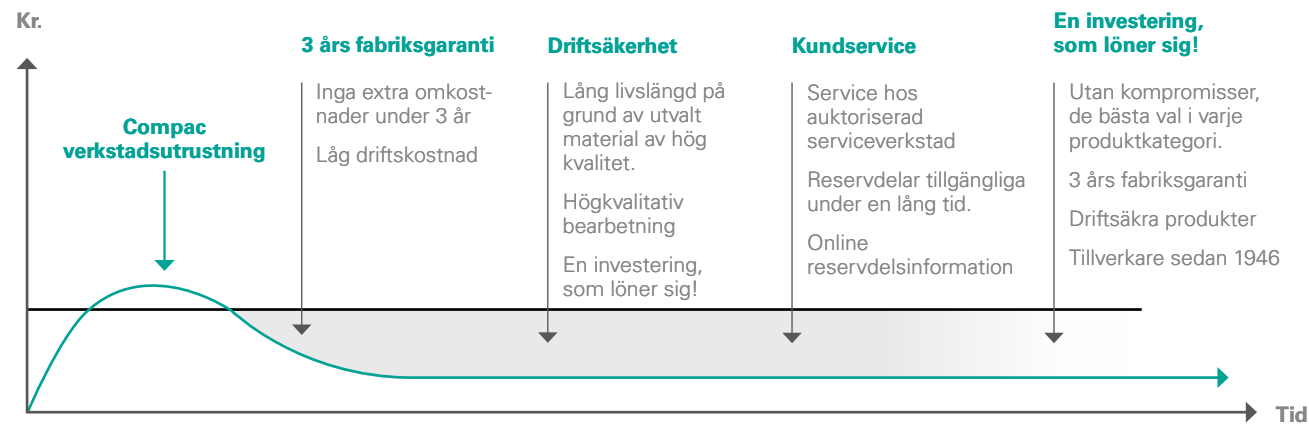 Kr.
Compac
verkstadsutrustning
3 års fabriksgaranti
Inga extra omkost-
nader under 3 år
Låg driftskostnad
Driftsäkerhet
Lång livslängd på
grund av utvalt
material av hög
kvalitet.
Högkvalitativ
bearbetning
En investering,
som löner sig!
Kundservice
Service hos
auktoriserad
serviceverkstad
Reservdelar tillgängliga
under en lång tid.
Online
reservdelsinformation
En investering,
som löner sig!
Utan kompromisser,
de bästa val i varje
produktkategori.
3 års fabriksgaranti
Driftsäkra produkter
Tillverkare sedan 1946
Tid